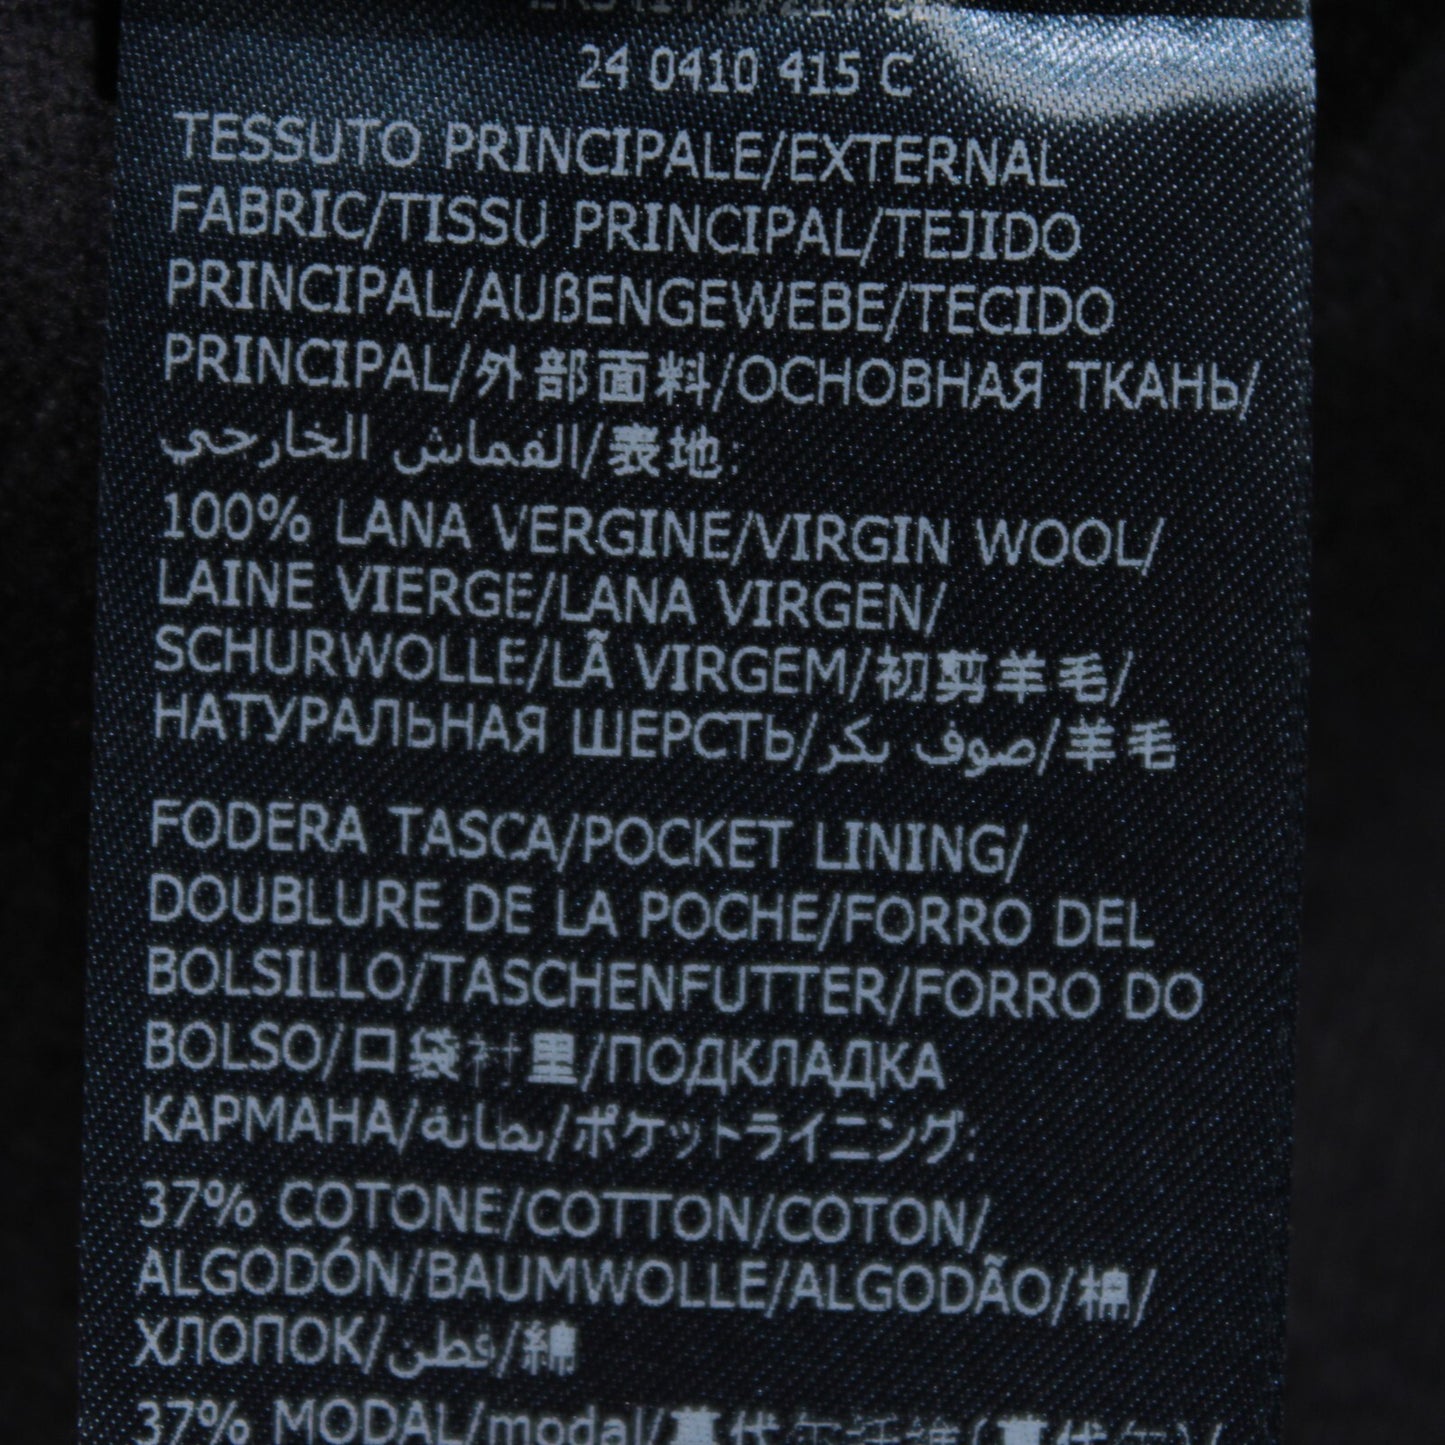 24 0410 415 C
TESSUTO PRINCIPALE/EXTERNAL
FABRIC/TISSU PRINCIPAL/TEJIDO
PRINCIPAL/AUßENGEWEBE/TECIDO
PRINCIPAL/外部面料/ОСНОВНАЯ ТКАНЬ/
القماش الخارجي/表地:
100% LANA VERGINE/VIRGIN WOOL/
LAINE VIERGE/LANA VIRGEN/
SCHURWOLLE/LÃ VIRGEM/初剪羊毛/
НАТУРАЛЬНАЯ ШЕРСТЬ/صوف بكر/羊毛
FODERA TASCA/POCKET LINING/
DOUBLURE DE LA POCHE/FORRO DEL
BOLSILLO/TASCHENFUTTER/FORRO DO
BOLSO/口袋衬里/ПОДКЛАДКА
КАРМАНА/بطانة/ポケットライニング:
37% COTONE/COTTON/COTON/
ALGODÓN/BAUMWOLLE/ALGODÃO/棉/
ХЛОПОК/قطن/綿
37% MODAL/modal/